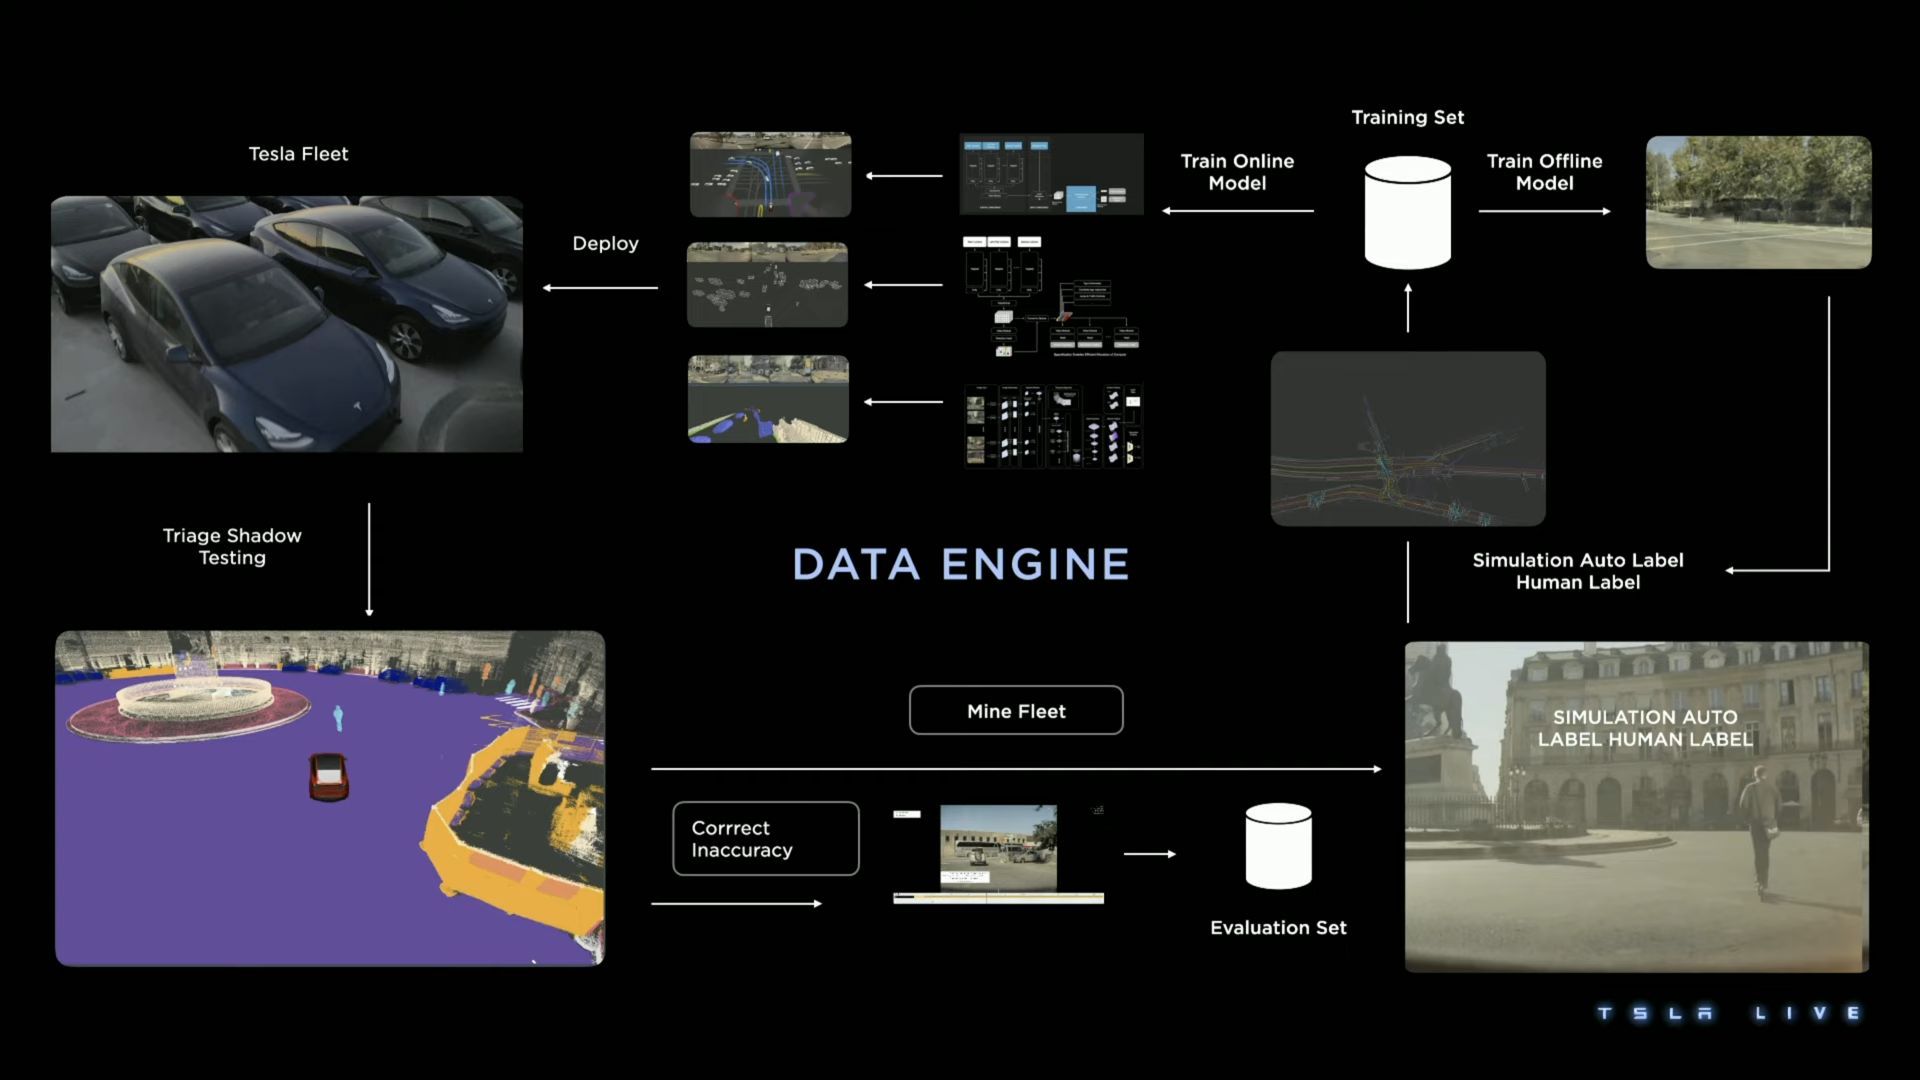 Training Set
Tesla Fleet
Train Online
Model
Train Offline
Model
Deploy
Triage Shadow
Testing
DATA ENGINE
Simulation Auto Label
Human Label
Mine Fleet
SIMULATION AUTO
LABEL HUMAN LABEL
Corrrect
Inaccuracy
Evaluation Set
TSLA LIVE